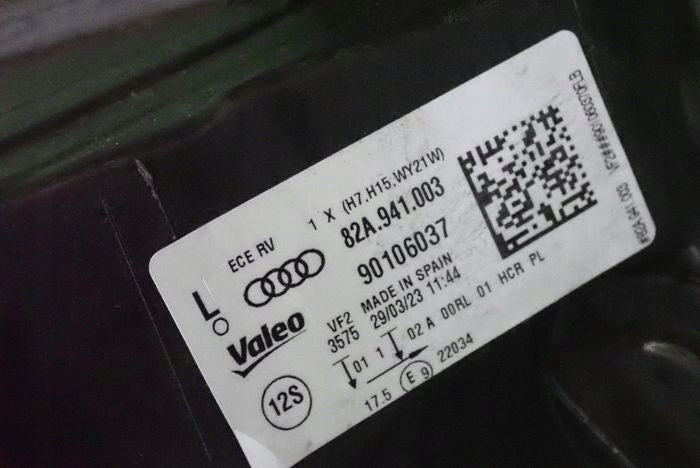 ECE RV 1 X (H7,H15,WY21W)
82A.941.003
90106037
L
Valeo
VF2 MADE IN SPAIN
3575 29/03/23 11:44
01 1 02 A 00RL 01 HCR PL
17.5 E 9 22034
12S